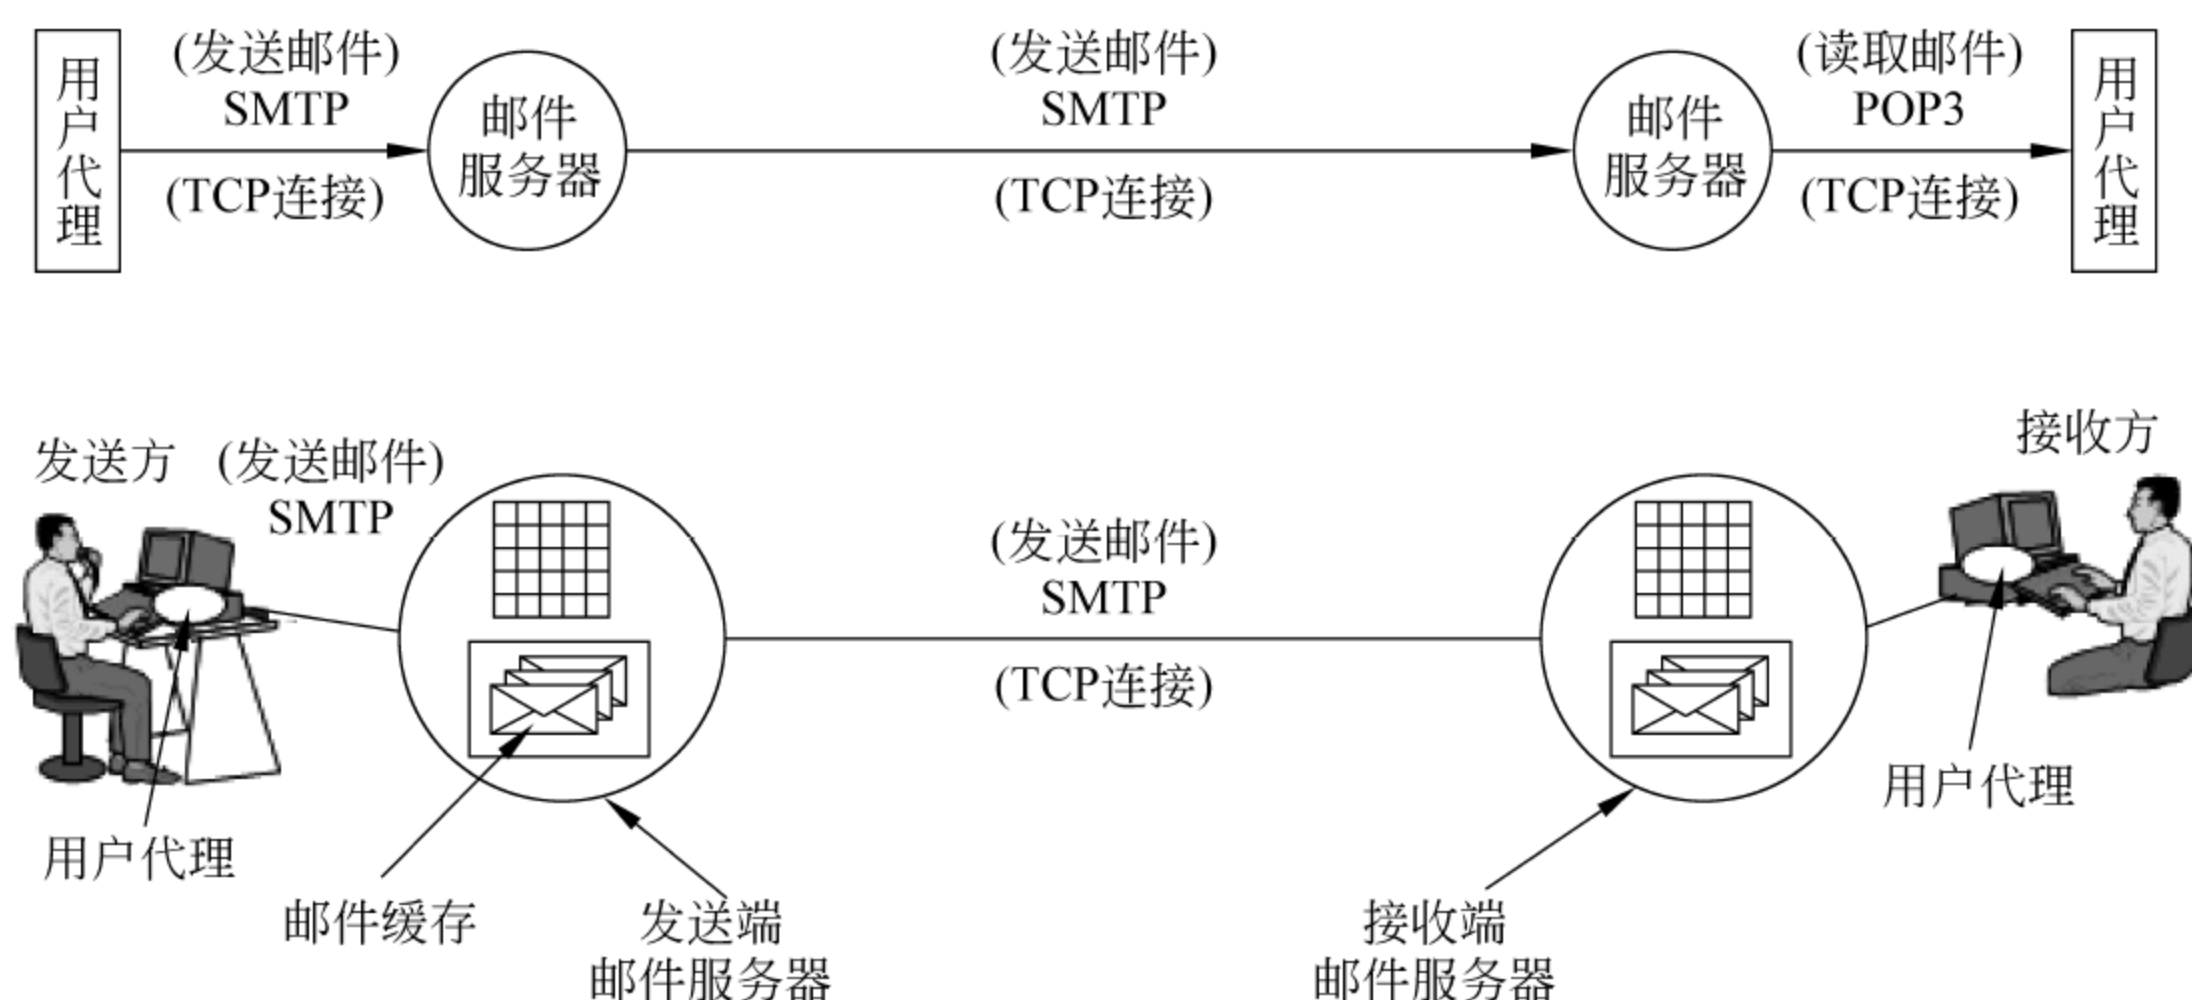 用户代理
(发送邮件)
SMTP
(TCP连接)
邮件
服务器
(发送邮件)
SMTP
(TCP连接)
邮件
服务器
(读取邮件)
POP3
(TCP连接)
用户代理
发送方
(发送邮件)
SMTP
(发送邮件)
SMTP
(TCP连接)
接收方
用户代理
邮件缓存
发送端
邮件服务器
接收端
邮件服务器
用户代理